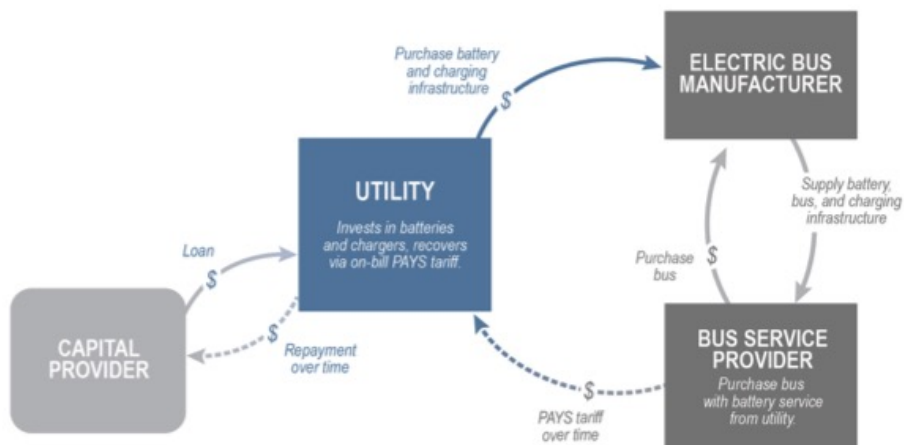 Purchase battery
and charging
infrastructure
$
ELECTRIC BUS
MANUFACTURER
UTILITY
Invests in batteries
and chargers, recovers
via on-bill PAYS tariff.
Supply battery,
bus, and charging
infrastructure
Purchase
bus
$
Loan
$
CAPITAL
PROVIDER
$
Repayment
over time
BUS SERVICE
PROVIDER
Purchase bus
with battery service
from utility.
$
PAYS tariff
over time